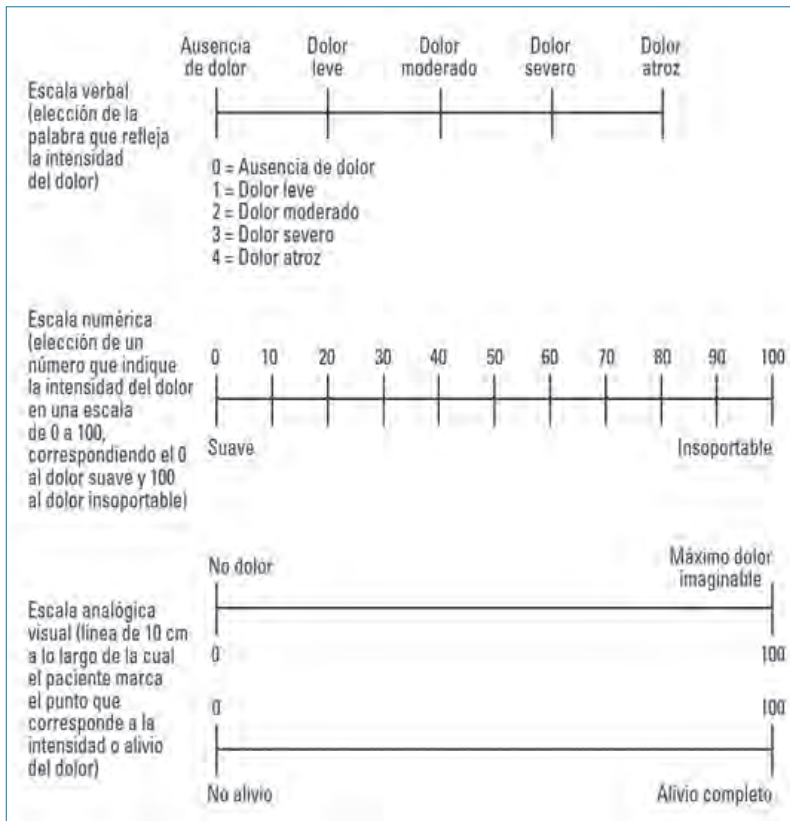 Ausencia de dolor
Dolor leve
Dolor moderado
Dolor severo
Dolor atroz
Escala verbal
(elección de la
palabra que refleja
la intensidad
del dolor)
0 = Ausencia de dolor
1 = Dolor leve
2 = Dolor moderado
3 = Dolor severo
4 = Dolor atroz
Escala numérica
(elección de un
número que indique
la intensidad del dolor
en una escala
de 0 a 100,
correspondiendo el 0
al dolor suave y 100
al dolor insoportable)
0 10 20 30 40 50 60 70 80 90 100
Suave Insoportable
No dolor
Máximo dolor
imaginable
Escala analógica
visual (línea de 10 cm
a lo largo de la cual
el paciente marca
el punto que
corresponde a la
intensidad o alivio
del dolor)
0 100
0 100
No alivio Alivio completo